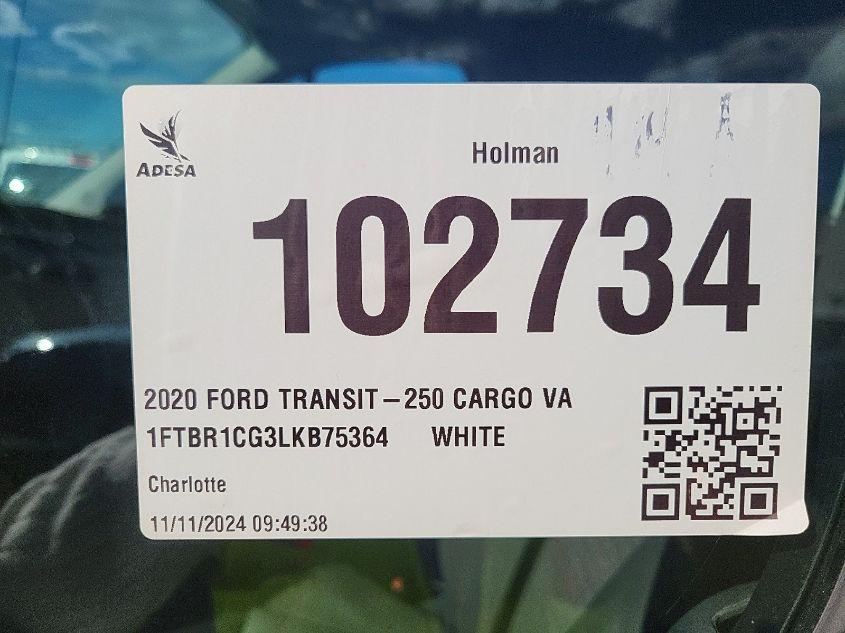 ADESA
Holman
102734
2020 FORD TRANSIT-250 CARGO VA
1FTBR1CG3LKB75364 WHITE
Charlotte
11/11/2024 09:49:38